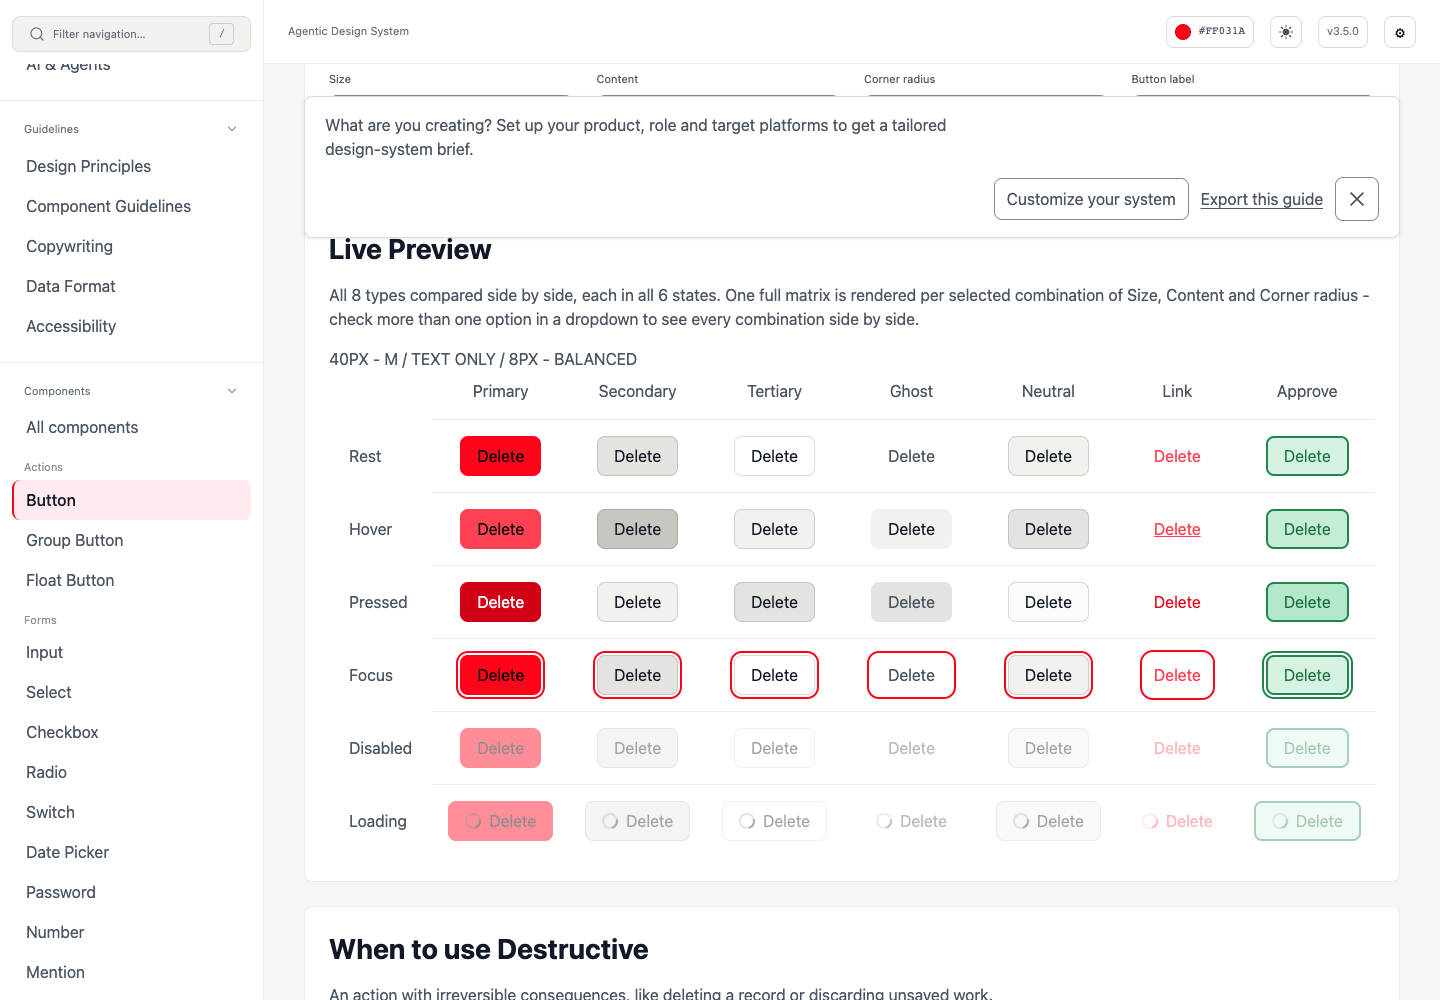 Filter navigation...
/
AI & Agents
Guidelines
Design Principles
Component Guidelines
Copywriting
Data Format
Accessibility
Components
All components
Actions
Button
Group Button
Float Button
Forms
Input
Select
Checkbox
Radio
Switch
Date Picker
Password
Number
Mention
Agentic Design System
#FF031A
v3.5.0
Size
Content
Corner radius
Button label
What are you creating? Set up your product, role and target platforms to get a tailored
design-system brief.
Customize your system
Export this guide
Live Preview
All 8 types compared side by side, each in all 6 states. One full matrix is rendered per selected combination of Size, Content and Corner radius -
check more than one option in a dropdown to see every combination side by side.
40PX - M / TEXT ONLY / 8PX - BALANCED
Primary Secondary Tertiary Ghost Neutral Link Approve
Rest Delete Delete Delete Delete Delete Delete Delete
Hover Delete Delete Delete Delete Delete Delete Delete
Pressed Delete Delete Delete Delete Delete Delete Delete
Focus Delete Delete Delete Delete Delete Delete Delete
Disabled Delete Delete Delete Delete Delete Delete Delete
Loading Delete Delete Delete Delete Delete Delete Delete
When to use Destructive
An action with irreversible consequences, like deleting a record or discarding unsaved work.